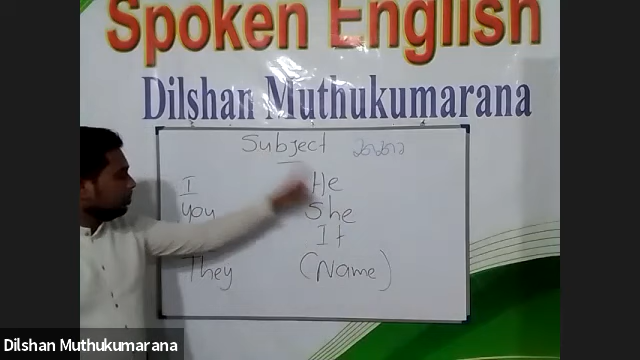 Spoken English
Dilshan Muthukumarana
Subject
I He
You She
It
They (Name)
Dilshan Muthukumarana